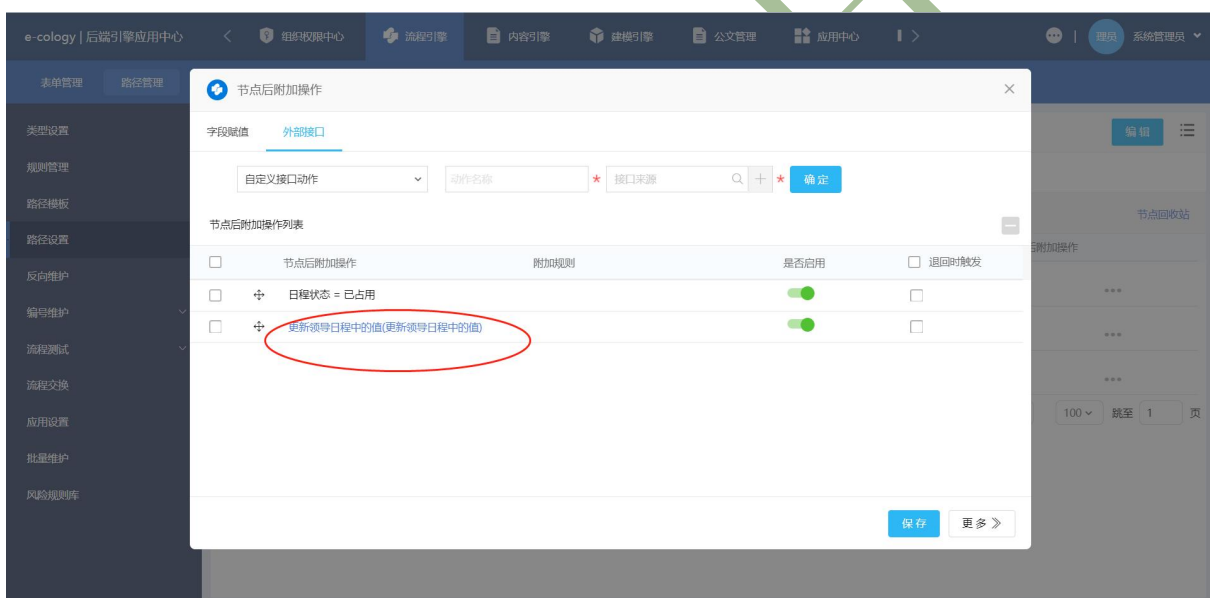 e-cology | 后端引擎应用中心 组织权限中心 流程引擎 内容引擎 建模引擎 公文管理 应用中心 理员 系统管理员
表单管理 路径管理
节点后附加操作
类型设置
字段赋值 外部接口
编辑
规则管理
自定义接口动作 动作名称 * 接口来源 * 确定
路径模板
节点后附加操作列表
节点回收站
路径设置
后附加操作
节点后附加操作 附加规则 是否启用 退回时触发
反向维护
日程状态 = 已占用
编号维护
更新领导日程中的值(更新领导日程中的值)
流程测试
流程交换
100 跳至 1 页
应用设置
批量维护
风险规则库
保存 更多